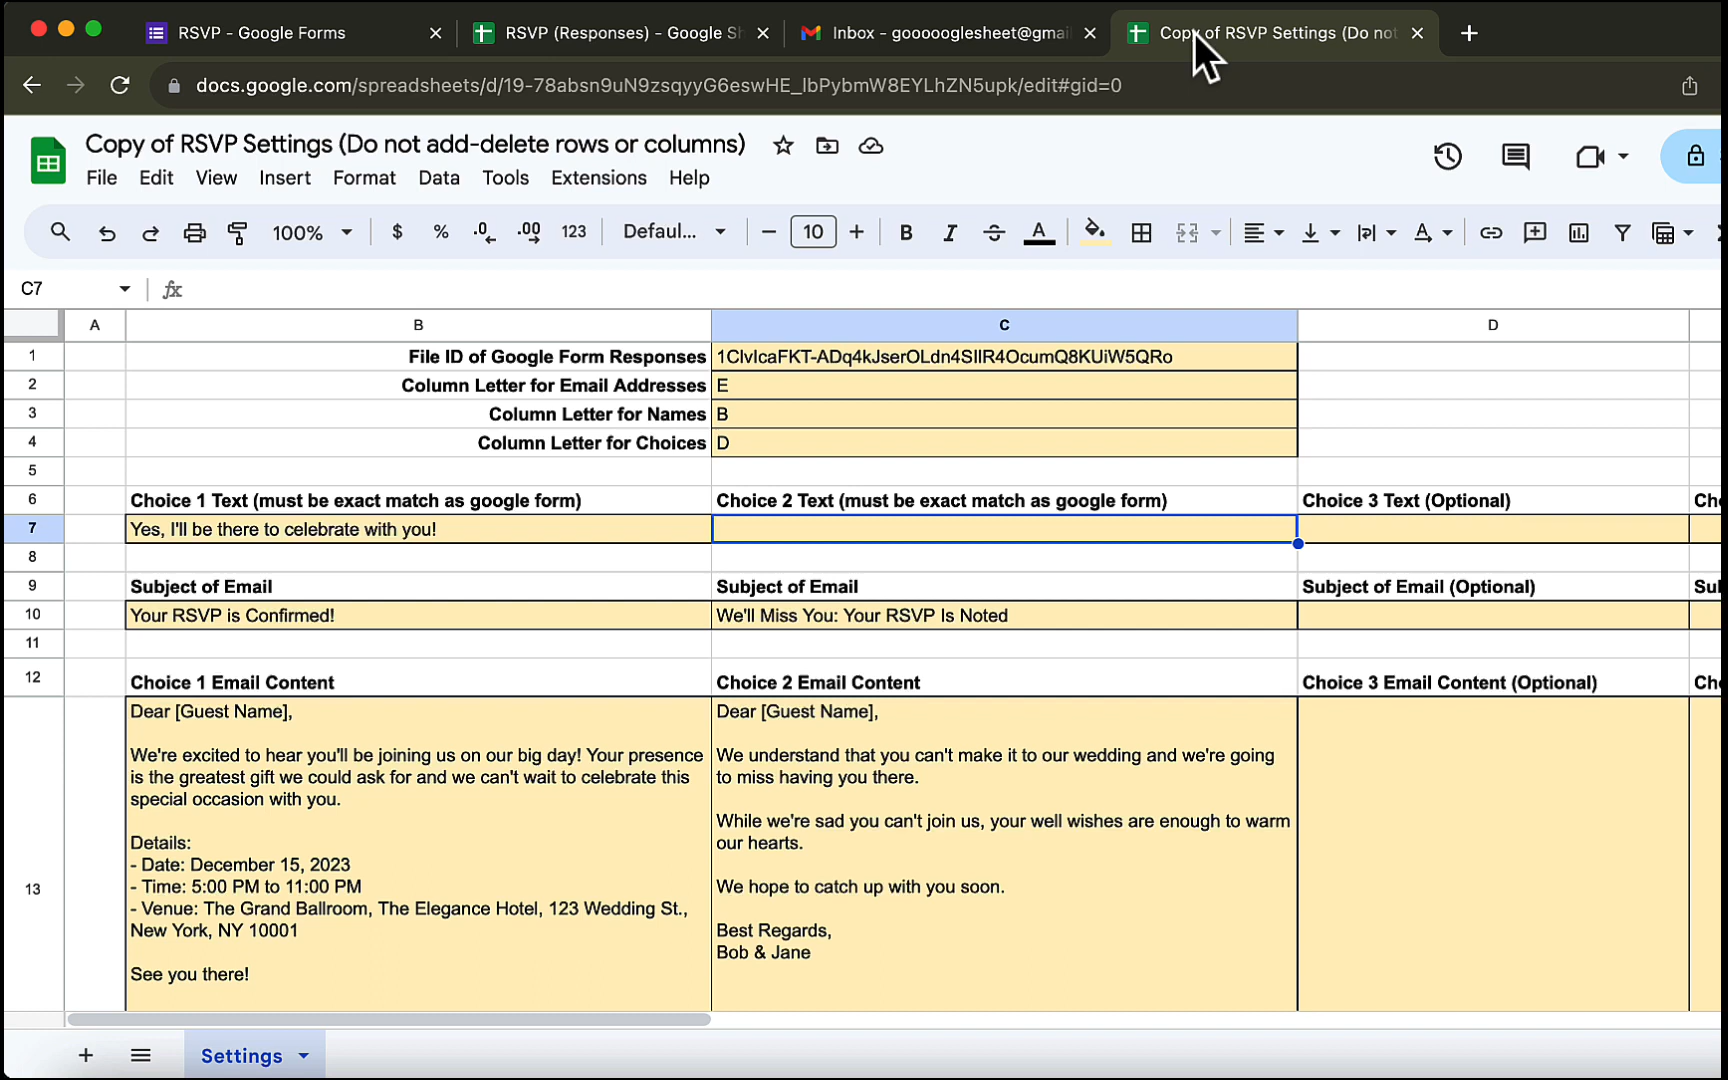 RSVP - Google Forms
RSVP (Responses) - Google Sh
Inbox - gooooooglesheet@gmai
Copy of RSVP Settings (Do not
docs.google.com/spreadsheets/d/19-78absn9uN9zsqyyG6eswHE_lbPybmW8EYLhZN5upk/edit#gid=0
Copy of RSVP Settings (Do not add-delete rows or columns)
File Edit View Insert Format Data Tools Extensions Help
100% $ % .0 .00 123 Defaul... 10 B I S A
C7 fx
A B C D
1 File ID of Google Form Responses 1ClvIcaFKT-ADq4kJserOLdn4SIIR4OcumQ8KUiW5QRo
2 Column Letter for Email Addresses E
3 Column Letter for Names B
4 Column Letter for Choices D
5
6 Choice 1 Text (must be exact match as google form) Choice 2 Text (must be exact match as google form) Choice 3 Text (Optional) Cho
7 Yes, I'll be there to celebrate with you!
8
9 Subject of Email Subject of Email Subject of Email (Optional) Sul
10 Your RSVP is Confirmed! We'll Miss You: Your RSVP Is Noted
11
12 Choice 1 Email Content Choice 2 Email Content Choice 3 Email Content (Optional) Cho
13
Dear [Guest Name],
We're excited to hear you'll be joining us on our big day! Your presence
is the greatest gift we could ask for and we can't wait to celebrate this
special occasion with you.
Details:
- Date: December 15, 2023
- Time: 5:00 PM to 11:00 PM
- Venue: The Grand Ballroom, The Elegance Hotel, 123 Wedding St.,
New York, NY 10001
See you there!
Dear [Guest Name],
We understand that you can't make it to our wedding and we're going
to miss having you there.
While we're sad you can't join us, your well wishes are enough to warm
our hearts.
We hope to catch up with you soon.
Best Regards,
Bob & Jane
Settings